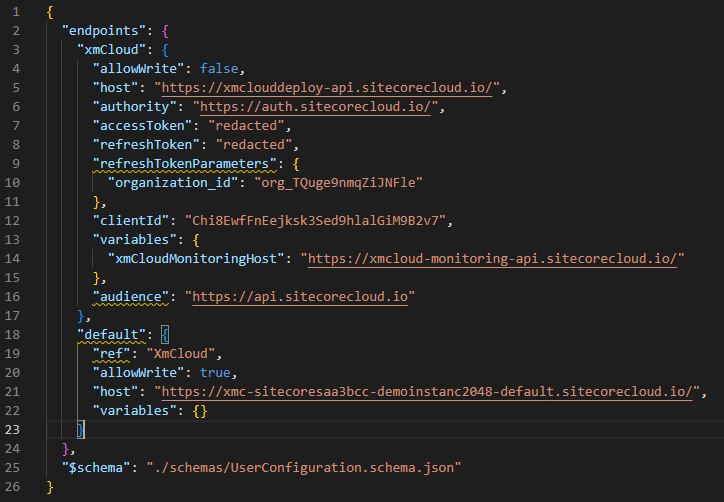 1 {
2 "endpoints": {
3 "xmCloud": {
4 "allowWrite": false,
5 "host": "https://xmclouddeploy-api.sitecorecloud.io/",
6 "authority": "https://auth.sitecorecloud.io/",
7 "accessToken": "redacted",
8 "refreshToken": "redacted",
9 "refreshTokenParameters": {
10 "organization_id": "org_TQuge9nmqZiJNFle"
11 },
12 "clientId": "Chi8EwfFnEejksk3Sed9hlalGiM9B2v7",
13 "variables": {
14 "xmCloudMonitoringHost": "https://xmcloud-monitoring-api.sitecorecloud.io/"
15 },
16 "audience": "https://api.sitecorecloud.io"
17 },
18 "default": {
19 "ref": "XmCloud",
20 "allowWrite": true,
21 "host": "https://xmc-sitecoresaa3bcc-demoinstanc2048-default.sitecorecloud.io/",
22 "variables": {}
23 }
24 },
25 "$schema": "./schemas/UserConfiguration.schema.json"
26 }